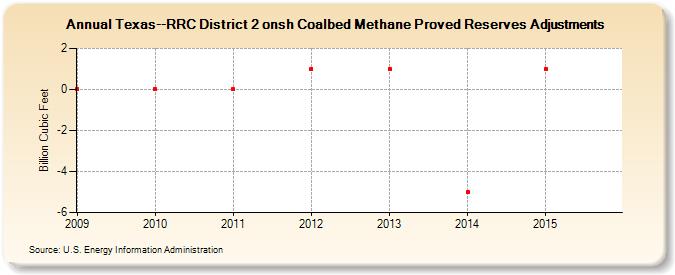 Annual Texas--RRC District 2 onsh Coalbed Methane Proved Reserves Adjustments
Billion Cubic Feet
2
0
-2
-4
-6
2009 2010 2011 2012 2013 2014 2015
Source: U.S. Energy Information Administration